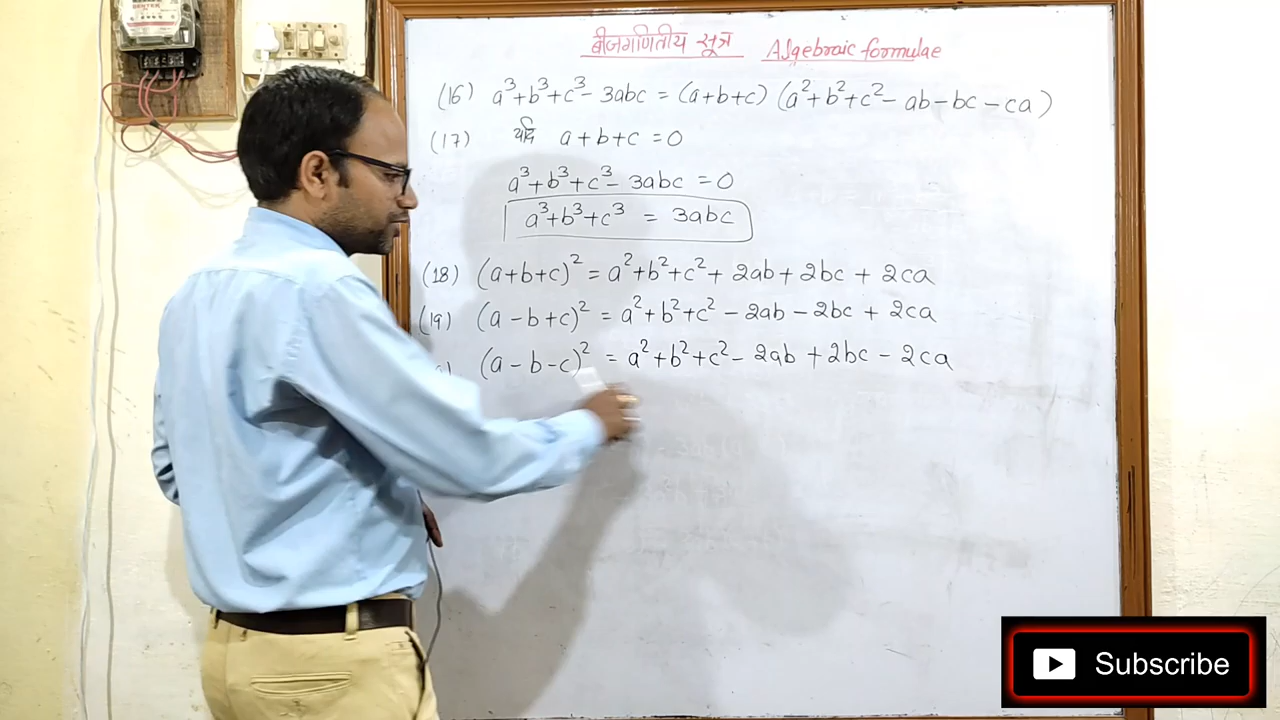 बीजगणितीय सूत्र Algebraic formulae
(16) a³+b³+c³- 3abc = (a+b+c) (a²+b²+c²- ab-bc-ca)
(17) यदि a+b+c =0
a³+b³+c³- 3abc =0
a³+b³+c³ = 3abc
(18) (a+b+c)² = a²+b²+c²+ 2ab+2bc + 2ca
(19) (a-b+c)² = a²+b²+c² - 2ab-2bc + 2ca
(a-b-c)² = a²+b²+c²- 2ab +2bc - 2ca
Subscribe